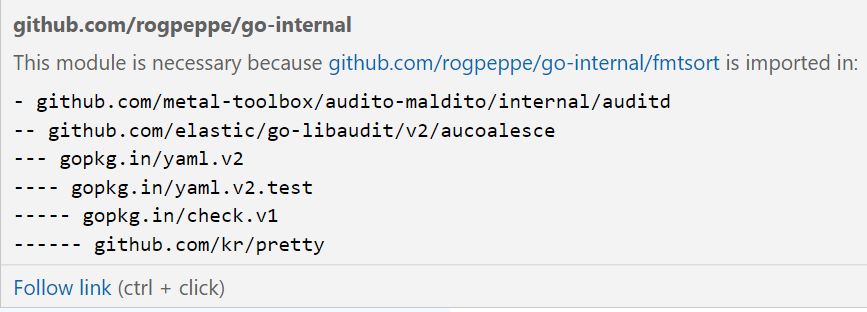 github.com/rogpeppe/go-internal
This module is necessary because github.com/rogpeppe/go-internal/fmtsort is imported in:
- github.com/metal-toolbox/audito-maldito/internal/auditd
-- github.com/elastic/go-libaudit/v2/aucoalesce
--- gopkg.in/yaml.v2
---- gopkg.in/yaml.v2.test
----- gopkg.in/check.v1
------ github.com/kr/pretty
Follow link (ctrl + click)